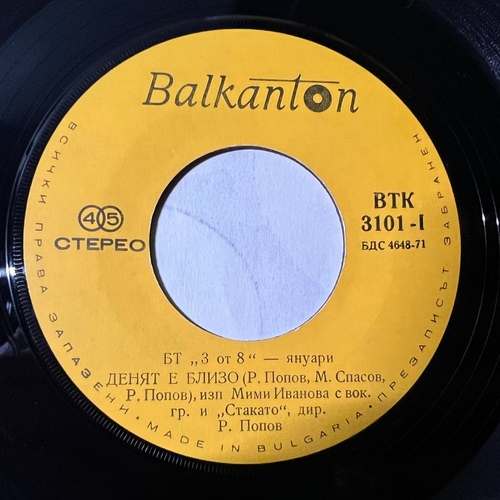 Balkanton
ВСИЧКИ ПРАВА ЗАПАЗЕНИ • MADE IN BULGARIA • ПРЕЗАПИСЪТ ЗАБРАНЕН
45
СТЕРЕО
ВТК
3101-I
БДС 4648-71
БТ „3 от 8“ — януари
ДЕНЯТ Е БЛИЗО (Р. Попов, М. Спасов,
Р. Попов), изп Мими Иванова с вок.
гр. и „Стакато“, дир.
Р. Попов